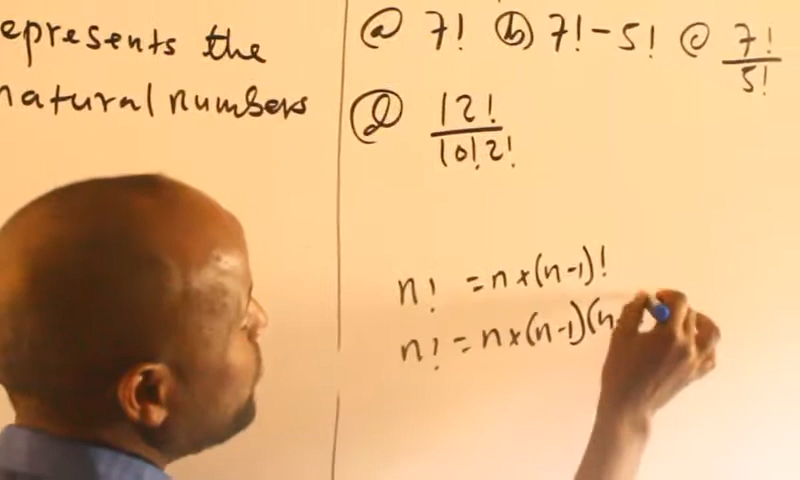 epresents the
natural numbers
(a) 7! (b) 7!-5! (c) 7!/5!
(d) 12!/10!2!
n! = n×(n-1)!
n! = n×(n-1)(n